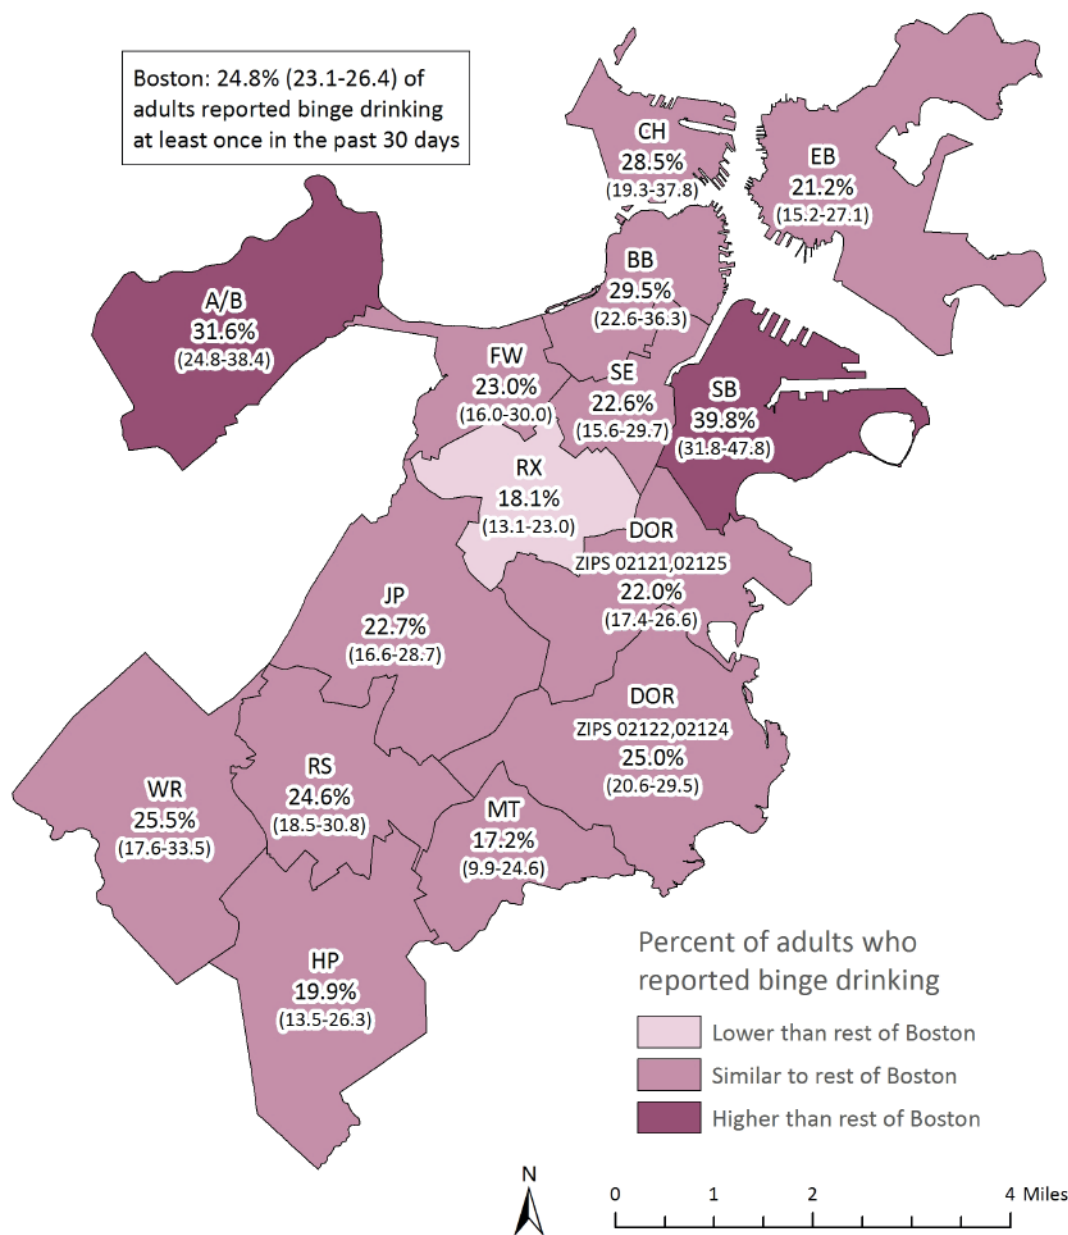 Boston: 24.8% (23.1-26.4) of
adults reported binge drinking
at least once in the past 30 days
CH
28.5%
(19.3-37.8)
EB
21.2%
(15.2-27.1)
BB
29.5%
(22.6-36.3)
A/B
31.6%
(24.8-38.4)
FW
23.0%
(16.0-30.0)
SE
22.6%
(15.6-29.7)
SB
39.8%
(31.8-47.8)
RX
18.1%
(13.1-23.0)
DOR
ZIPS 02121,02125
22.0%
(17.4-26.6)
JP
22.7%
(16.6-28.7)
DOR
ZIPS 02122,02124
25.0%
(20.6-29.5)
RS
24.6%
(18.5-30.8)
WR
25.5%
(17.6-33.5)
MT
17.2%
(9.9-24.6)
HP
19.9%
(13.5-26.3)
Percent of adults who
reported binge drinking
Lower than rest of Boston
Similar to rest of Boston
Higher than rest of Boston
N
0 1 2 4 Miles